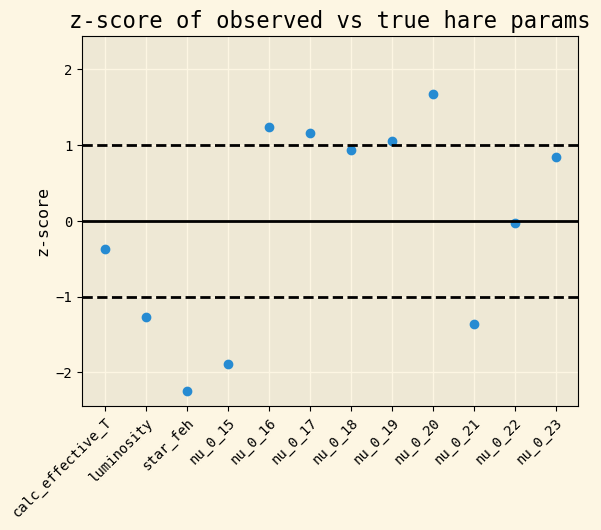 z-score of observed vs true hare params
z-score
2
1
0
−1
−2
calc_effective_T
luminosity
star_feh
nu_0_15
nu_0_16
nu_0_17
nu_0_18
nu_0_19
nu_0_20
nu_0_21
nu_0_22
nu_0_23